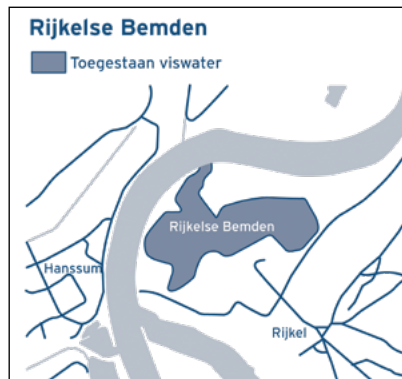 Rijkelse Bemden
Toegestaan viswater
Rijkelse Bemden
Hanssum
Rijkel